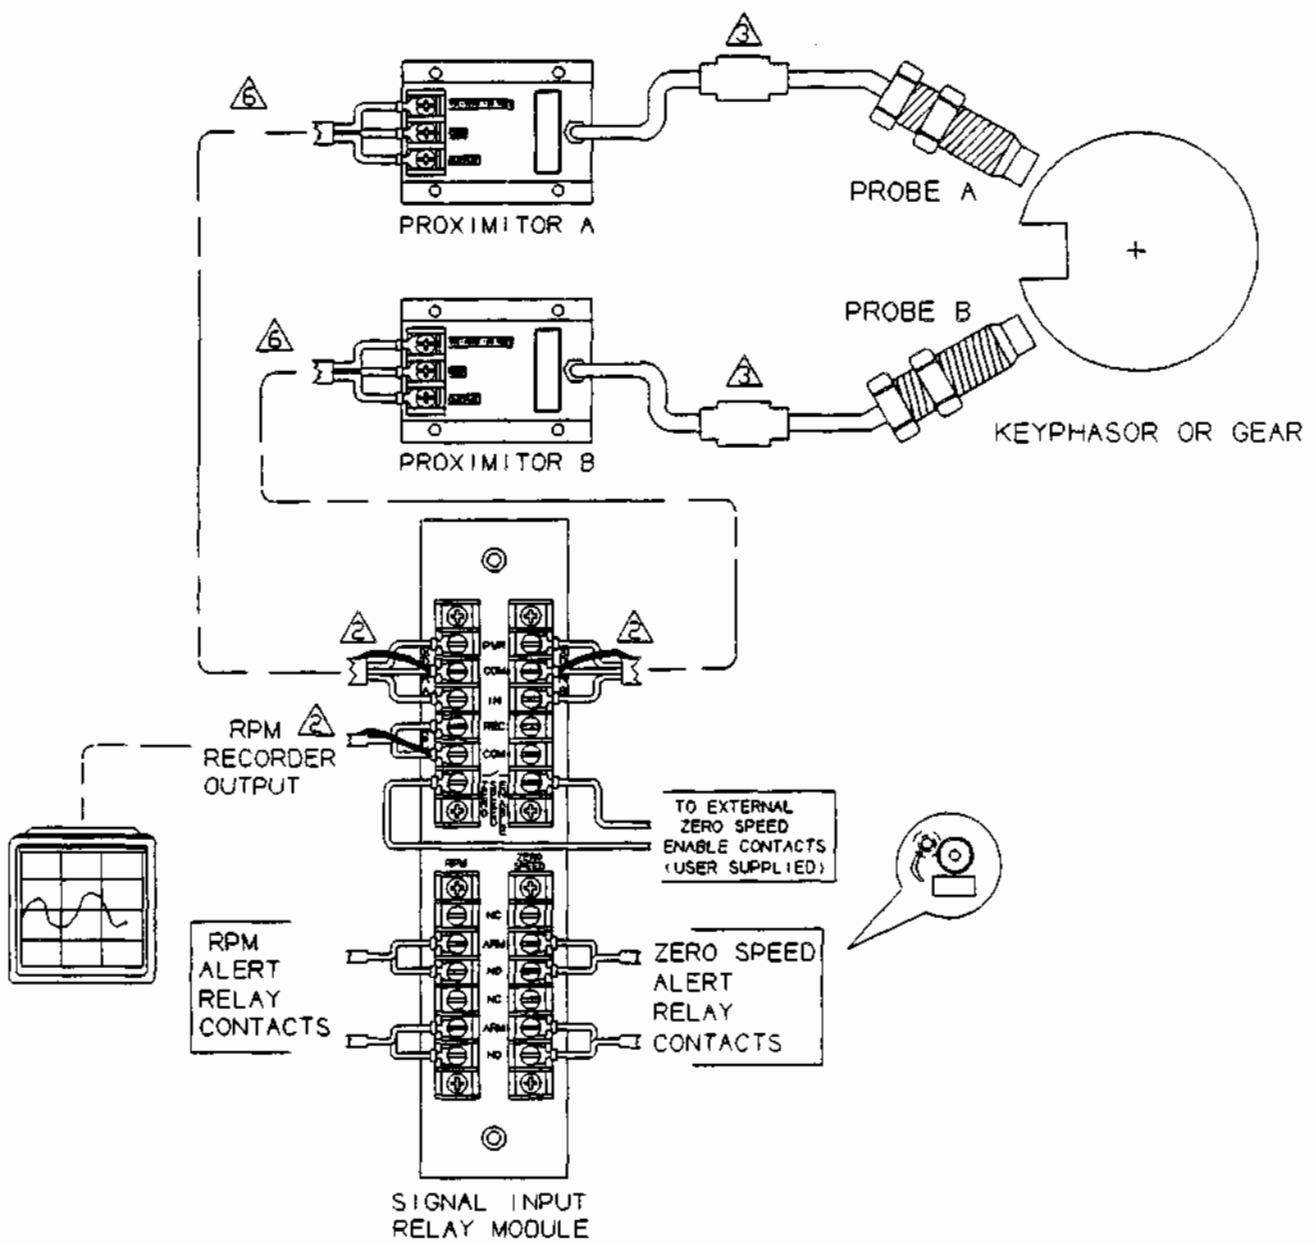 3
6
PROBE A
PROXIMITOR A
PROBE B
6
3
KEYPHASOR OR GEAR
PROXIMITOR B
2
2
PWR
COM
IN
REC
COM
RPM 2
RECORDER
OUTPUT
TO EXTERNAL
ZERO SPEED
ENABLE CONTACTS
(USER SUPPLIED)
RPM
ZERO
SPEED
NC
ARM
NO
NC
ARM
NO
RPM
ALERT
RELAY
CONTACTS
ZERO SPEED
ALERT
RELAY
CONTACTS
SIGNAL INPUT
RELAY MODULE